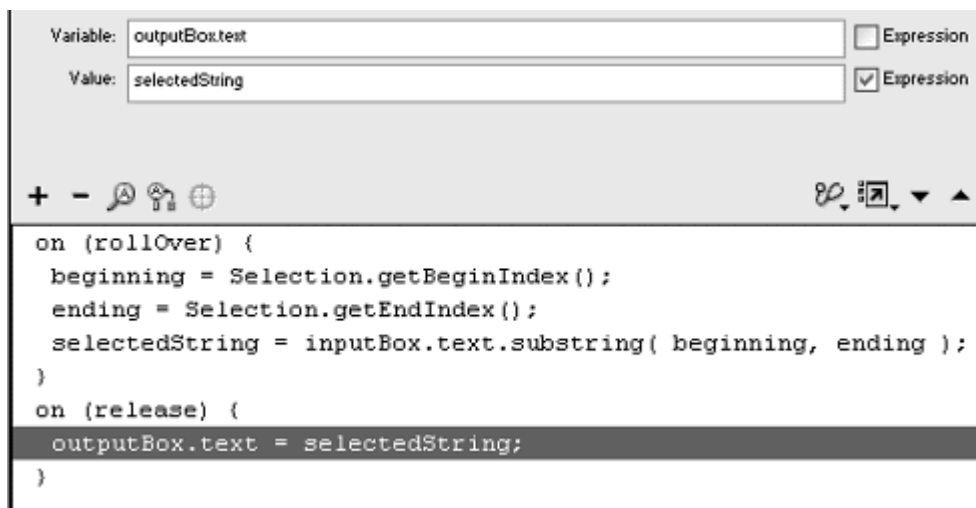 Variable: outputBox.text Expression
Value: selectedString Expression
on (rollOver) {
beginning = Selection.getBeginIndex();
ending = Selection.getEndIndex();
selectedString = inputBox.text.substring( beginning, ending );
}
on (release) {
outputBox.text = selectedString;
}